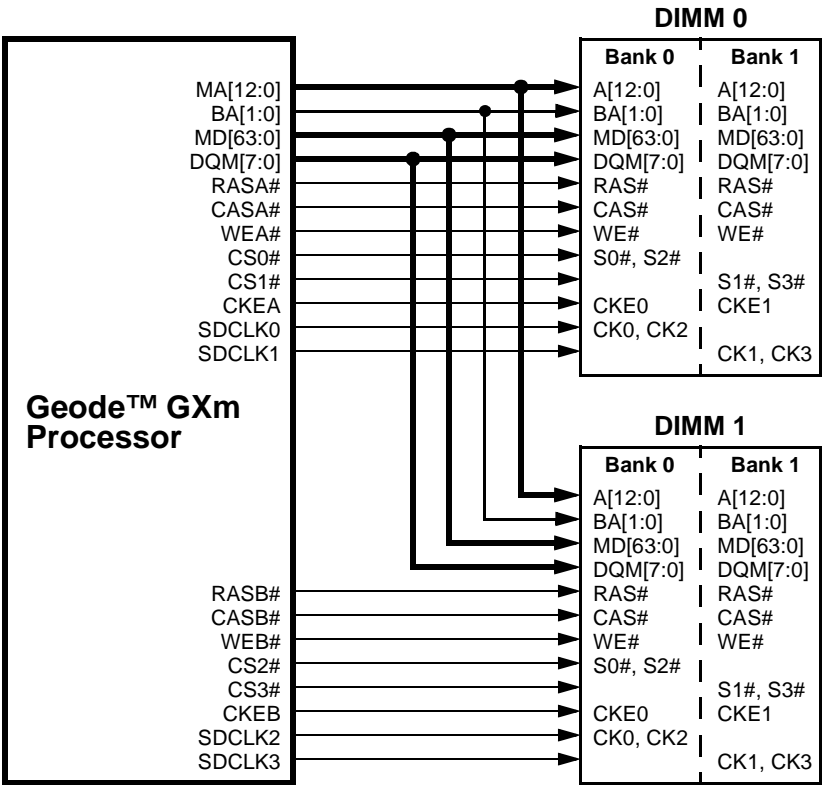 DIMM 0
Bank 0 Bank 1
MA[12:0] A[12:0] A[12:0]
BA[1:0] BA[1:0] BA[1:0]
MD[63:0] MD[63:0] MD[63:0]
DQM[7:0] DQM[7:0] DQM[7:0]
RASA# RAS# RAS#
CASA# CAS# CAS#
WEA# WE# WE#
CS0# S0#, S2#
CS1# S1#, S3#
CKEA CKE0 CKE1
SDCLK0 CK0, CK2
SDCLK1 CK1, CK3
Geode™ GXm
Processor
DIMM 1
Bank 0 Bank 1
A[12:0] A[12:0]
BA[1:0] BA[1:0]
MD[63:0] MD[63:0]
DQM[7:0] DQM[7:0]
RASB# RAS# RAS#
CASB# CAS# CAS#
WEB# WE# WE#
CS2# S0#, S2#
CS3# S1#, S3#
CKEB CKE0 CKE1
SDCLK2 CK0, CK2
SDCLK3 CK1, CK3